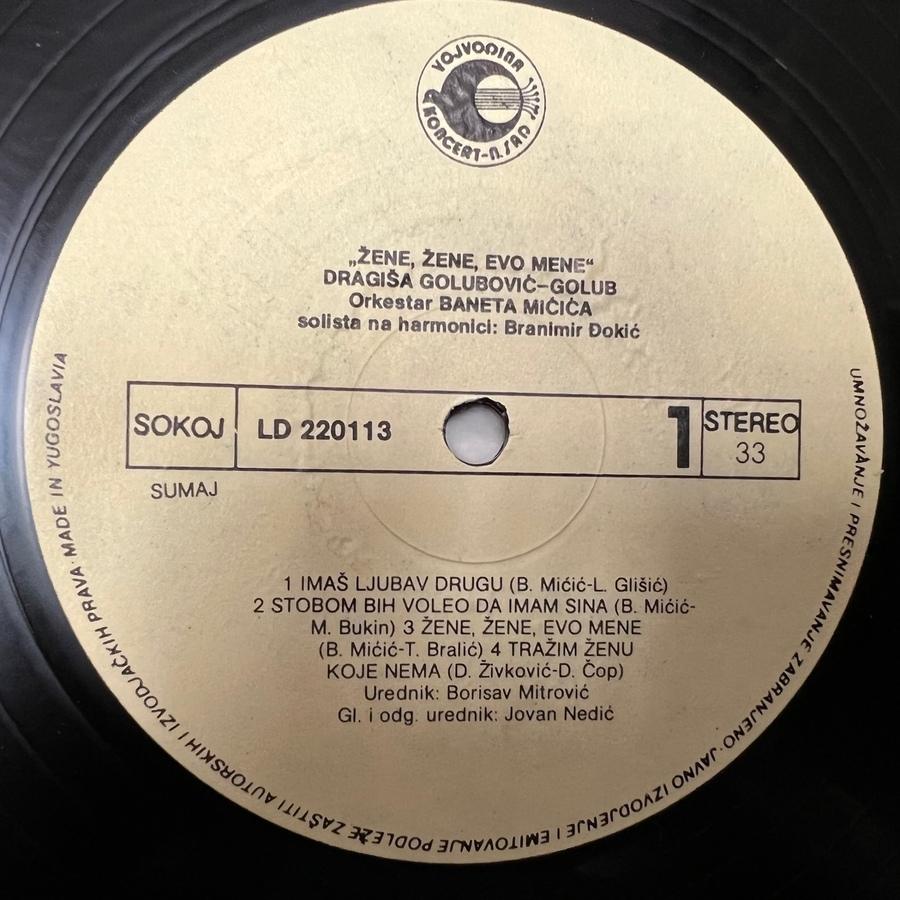 VOJVODINA
KONCERT-N.SAD
„ŽENE, ŽENE, EVO MENE“
DRAGIŠA GOLUBOVIĆ–GOLUB
Orkestar BANETA MIĆIĆA
solista na harmonici: Branimir Đokić
SOKOJ
LD 220113
1
STEREO
33
SUMAJ
1 IMAŠ LJUBAV DRUGU (B. Mićić-L. Glišić)
2 STOBOM BIH VOLEO DA IMAM SINA (B. Mićić-
M. Bukin) 3 ŽENE, ŽENE, EVO MENE
(B. Mićić-T. Bralić) 4 TRAŽIM ŽENU
KOJE NEMA (D. Živković-D. Čop)
Urednik: Borisav Mitrović
Gl. i odg. urednik: Jovan Nedić
UMNOŽAVANJE I PRESNIMAVANJE ZABRANJENO·JAVNO IZVODJENJE I EMITOVANJE PODLEŽE ZAŠTITI AUTORSKIH I IZVODJAČKIH PRAVA·MADE IN YUGOSLAVIA